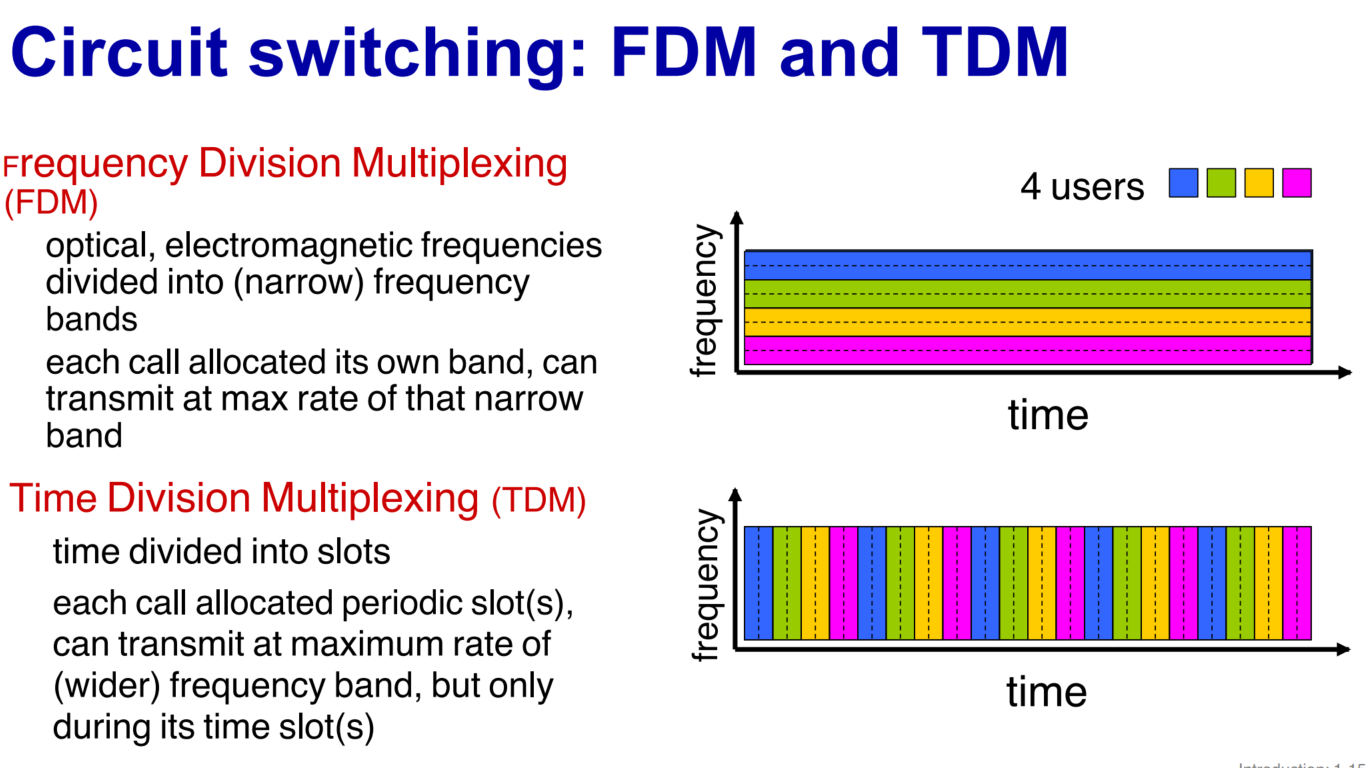 Circuit switching: FDM and TDM
Frequency Division Multiplexing
(FDM)
optical, electromagnetic frequencies
divided into (narrow) frequency
bands
each call allocated its own band, can
transmit at max rate of that narrow
band
Time Division Multiplexing (TDM)
time divided into slots
each call allocated periodic slot(s),
can transmit at maximum rate of
(wider) frequency band, but only
during its time slot(s)
4 users
frequency
time
frequency
time
Introduction: 1-15